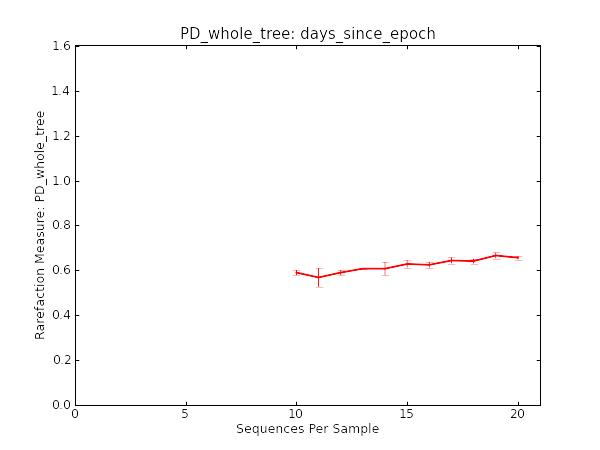 PD_whole_tree: days_since_epoch
1.6
1.4
1.2
1.0
0.8
0.6
0.4
0.2
0.0
Rarefaction Measure: PD_whole_tree
0 5 10 15 20
Sequences Per Sample